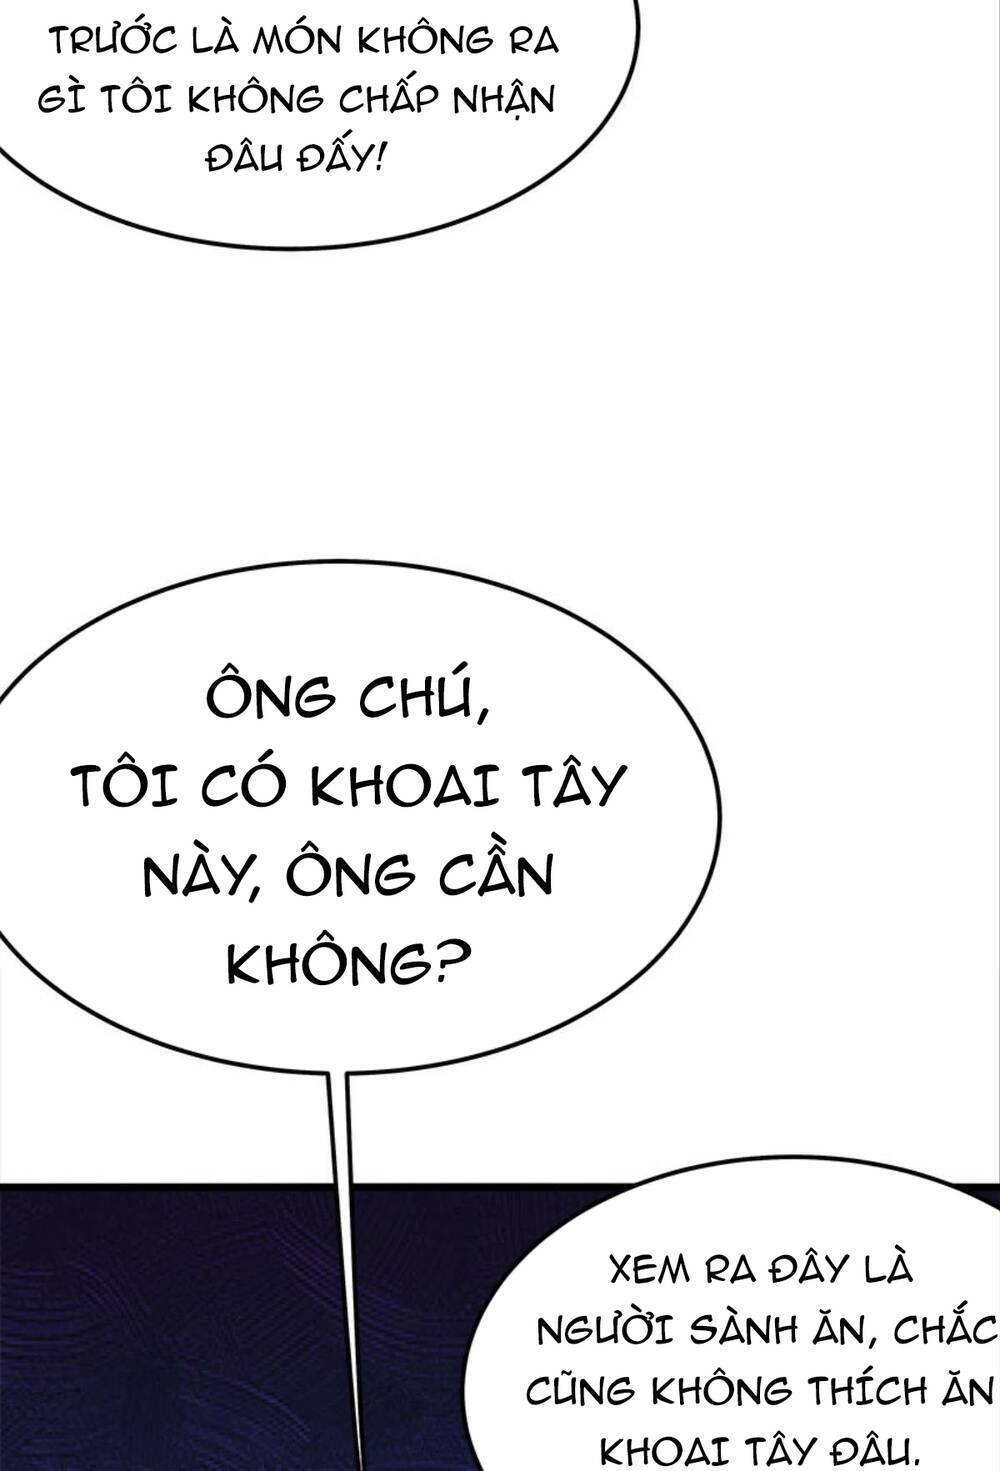 TRƯỚC LÀ MÓN KHÔNG RA
GÌ TÔI KHÔNG CHẤP NHẬN
ĐÂU ĐẤY!
ÔNG CHÚ,
TÔI CÓ KHOAI TÂY
NÀY, ÔNG CẦN
KHÔNG?
XEM RA ĐÂY LÀ
NGƯỜI SÀNH ĂN, CHẮC
CŨNG KHÔNG THÍCH ĂN
KHOAI TÂY ĐÂU.